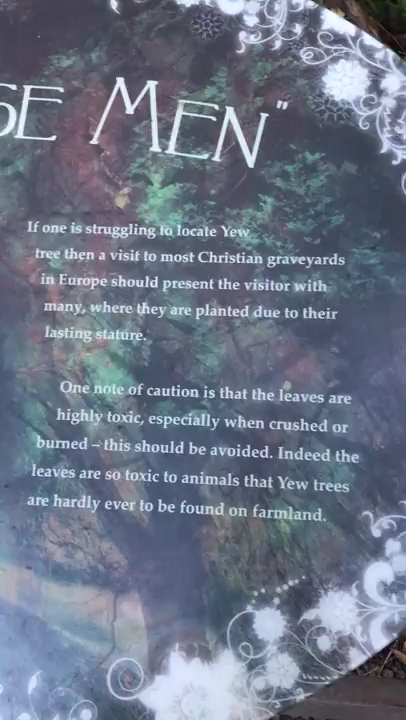 SE MEN"
If one is struggling to locate Yew
tree then a visit to most Christian graveyards
in Europe should present the visitor with
many, where they are planted due to their
lasting stature.
One note of caution is that the leaves are
highly toxic, especially when crushed or
burned – this should be avoided. Indeed the
leaves are so toxic to animals that Yew trees
are hardly ever to be found on farmland.